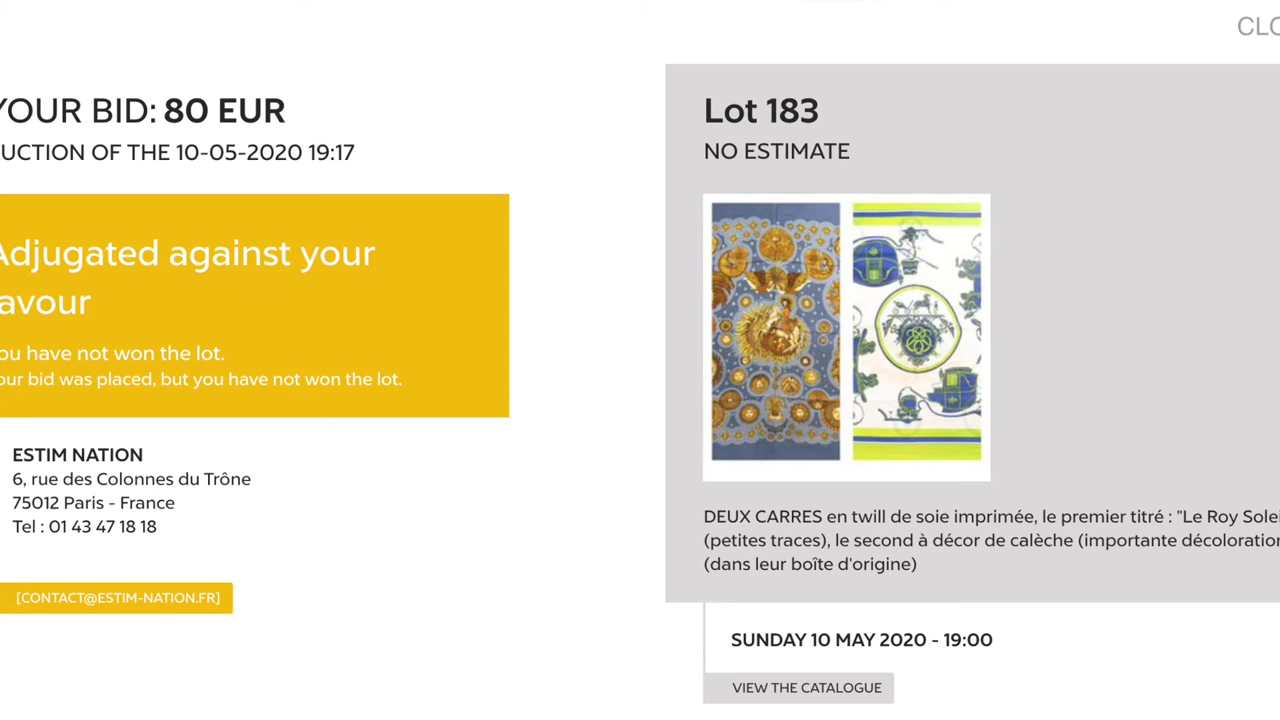 YOUR BID: 80 EUR
UCTION OF THE 10-05-2020 19:17
Adjugated against your
avour
ou have not won the lot.
our bid was placed, but you have not won the lot.
ESTIM NATION
6, rue des Colonnes du Trône
75012 Paris - France
Tel : 01 43 47 18 18
[CONTACT@ESTIM-NATION.FR]
CLO
Lot 183
NO ESTIMATE
DEUX CARRES en twill de soie imprimée, le premier titré : "Le Roy Solei
(petites traces), le second à décor de calèche (importante décoloration
(dans leur boîte d'origine)
SUNDAY 10 MAY 2020 - 19:00
VIEW THE CATALOGUE